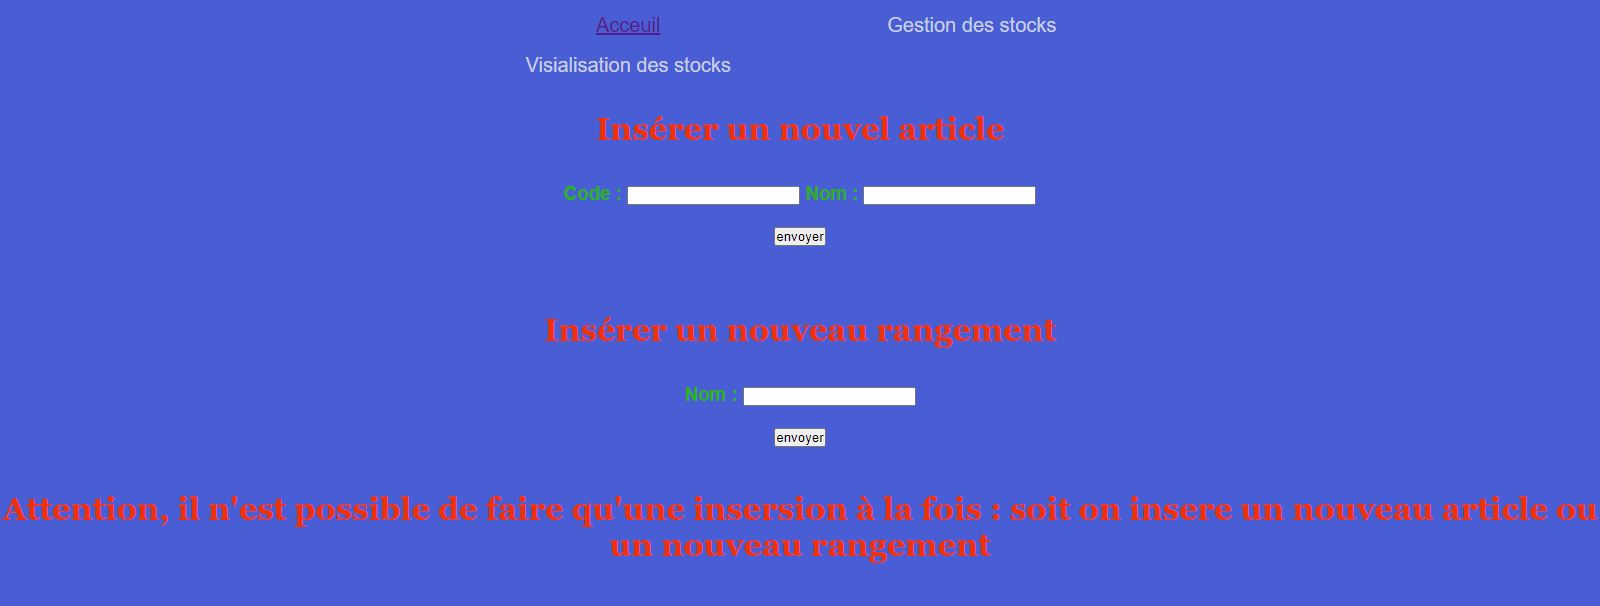 Acceuil Gestion des stocks
Visialisation des stocks
Insérer un nouvel article
Code : Nom :
envoyer
Insérer un nouveau rangement
Nom :
envoyer
Attention, il n'est possible de faire qu'une insersion à la fois : soit on insere un nouveau article ou
un nouveau rangement